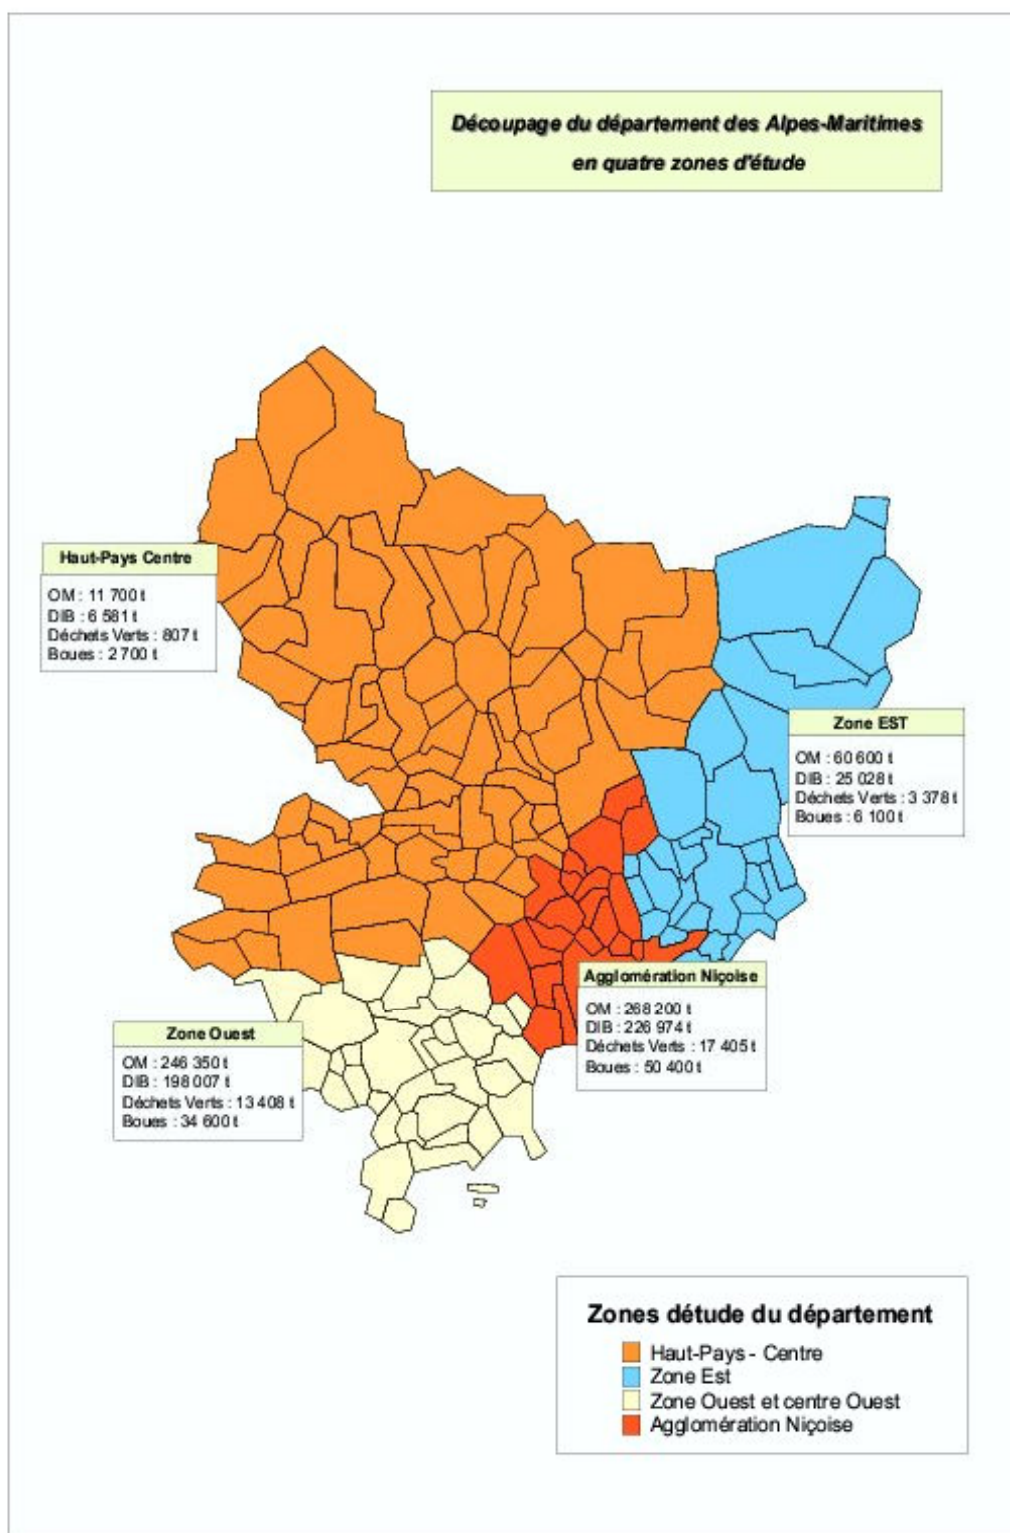 Découpage du département des Alpes-Maritimes
en quatre zones d'étude
Haut-Pays Centre
OM : 11 700 t
DIB : 6 581 t
Déchets Verts : 807 t
Boues : 2 700 t
Zone EST
OM : 60 600 t
DIB : 25 028 t
Déchets Verts : 3 378 t
Boues : 6 100 t
Agglomération Niçoise
OM : 268 200 t
DIB : 226 974 t
Déchets Verts : 17 405 t
Boues : 50 400 t
Zone Ouest
OM : 246 350 t
DIB : 198 007 t
Déchets Verts : 13 408 t
Boues : 34 600 t
Zones détude du département
Haut-Pays - Centre
Zone Est
Zone Ouest et centre Ouest
Agglomération Niçoise